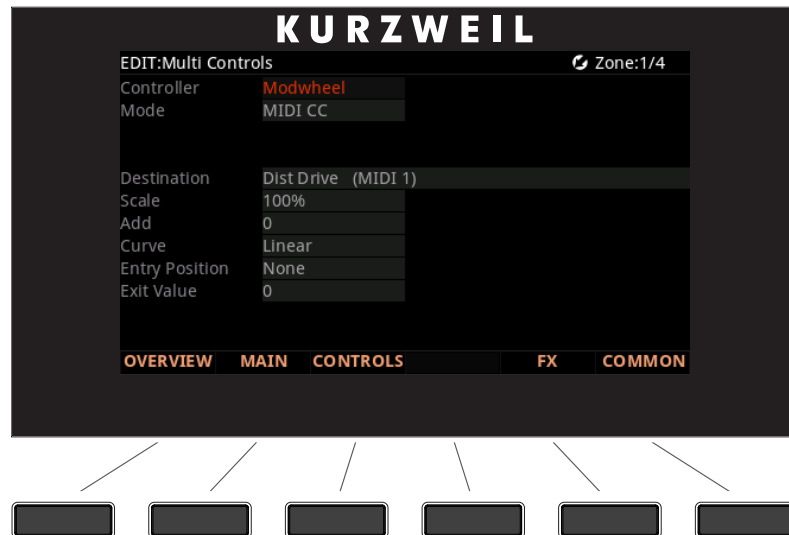 KURZWEIL
EDIT:Multi Controls Zone:1/4
Controller Modwheel
Mode MIDI CC
Destination Dist Drive (MIDI 1)
Scale 100%
Add 0
Curve Linear
Entry Position None
Exit Value 0
OVERVIEW MAIN CONTROLS FX COMMON